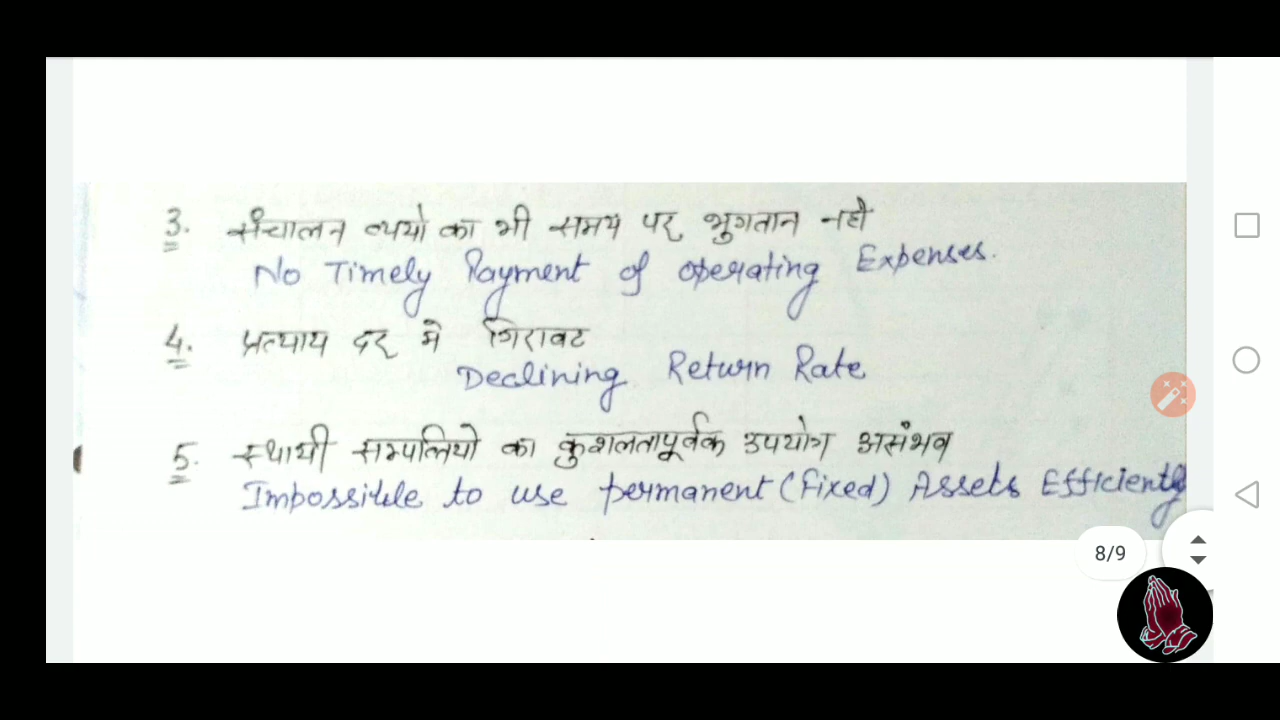 3. संचालन व्ययो का भी समय पर भुगतान नही
No Timely Payment of operating Expenses.
4. प्रत्याय दर मे गिरावट
Declining Return Rate
5. स्थायी सम्पत्तियो का कुशलतापूर्वक उपयोग असंभव
Impossible to use permanent (fixed) Assets Efficiently
8/9